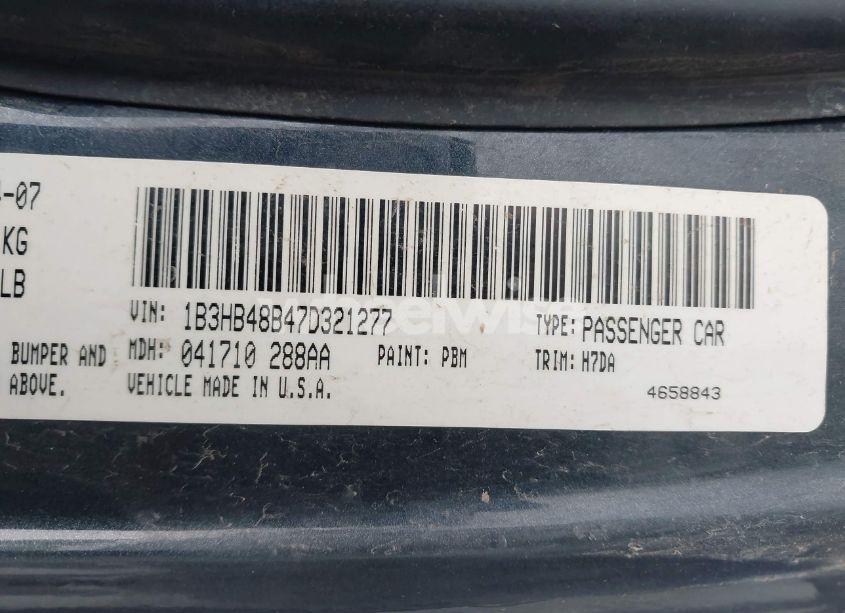 -07
KG
LB
VIN: 1B3HB48B47D321277 TYPE: PASSENGER CAR
BUMPER AND MDH: 041710 288AA PAINT: PBM TRIM: H7DA
ABOVE. VEHICLE MADE IN U.S.A. 4658843